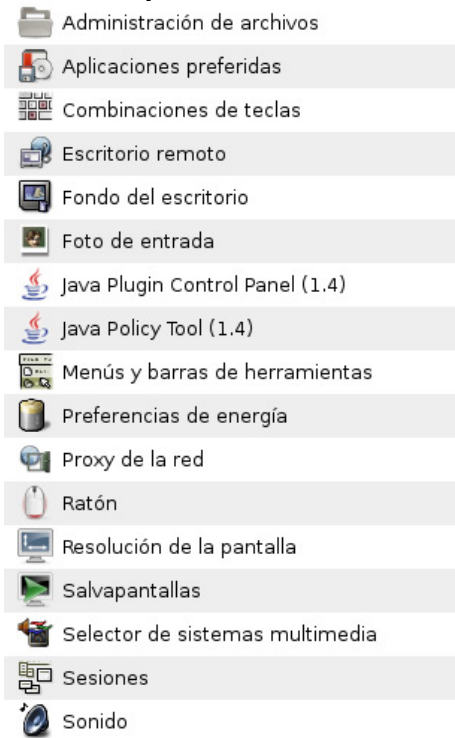 Administración de archivos
Aplicaciones preferidas
Combinaciones de teclas
Escritorio remoto
Fondo del escritorio
Foto de entrada
Java Plugin Control Panel (1.4)
Java Policy Tool (1.4)
Menús y barras de herramientas
Preferencias de energía
Proxy de la red
Ratón
Resolución de la pantalla
Salvapantallas
Selector de sistemas multimedia
Sesiones
Sonido